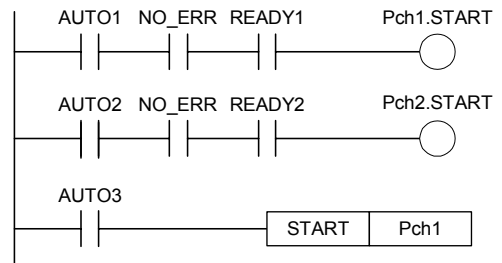 AUTO1 NO_ERR READY1 Pch1.START
AUTO2 NO_ERR READY2 Pch2.START
AUTO3
START Pch1